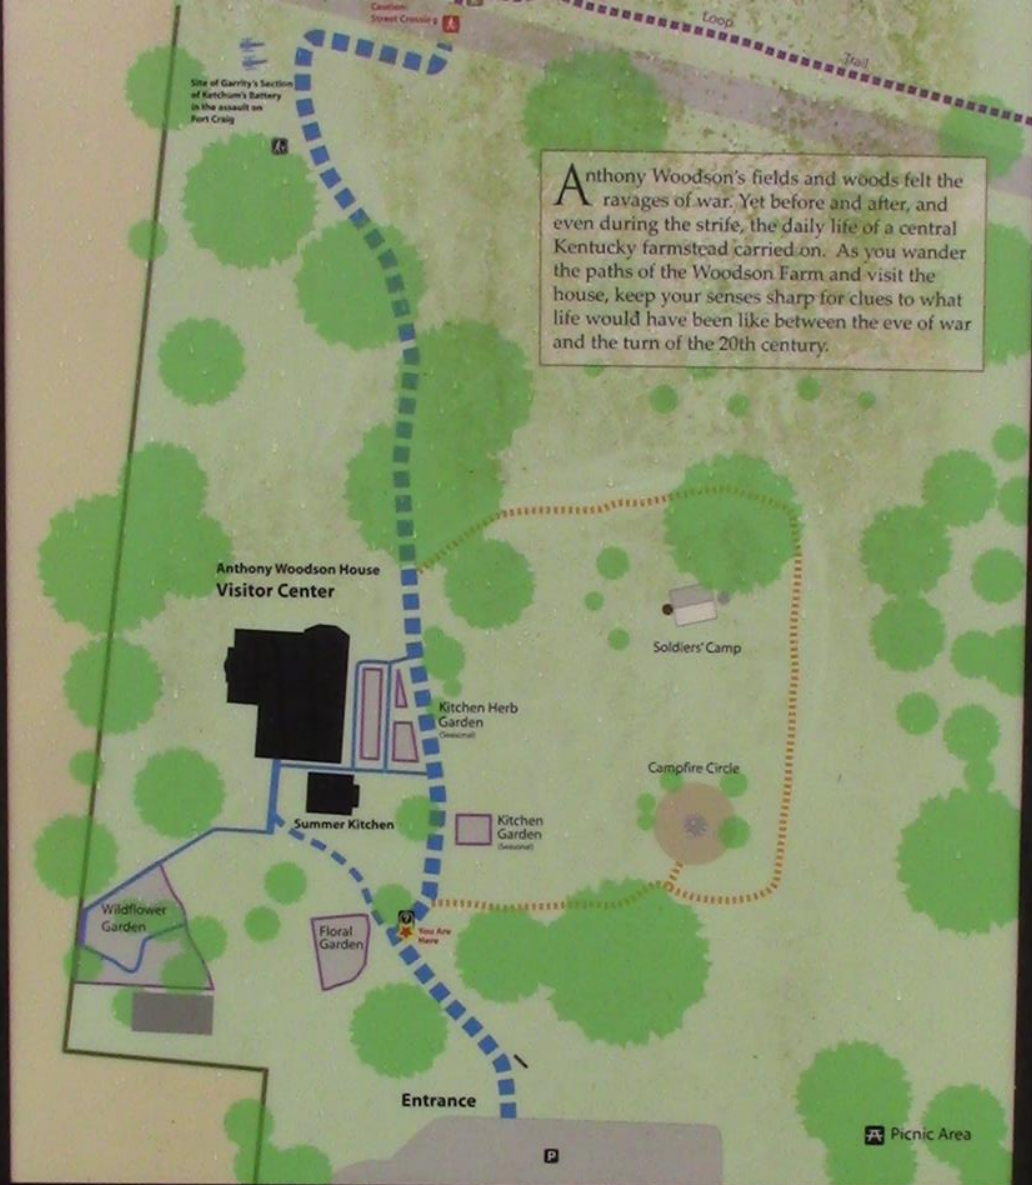 Caution:
Street Crossing
Loop
Trail
Site of Garrity's Section
of Ketchum's Battery
in the assault on
Fort Craig
Anthony Woodson's fields and woods felt the
ravages of war. Yet before and after, and
even during the strife, the daily life of a central
Kentucky farmstead carried on. As you wander
the paths of the Woodson Farm and visit the
house, keep your senses sharp for clues to what
life would have been like between the eve of war
and the turn of the 20th century.
Anthony Woodson House
Visitor Center
Soldiers' Camp
Kitchen Herb
Garden
(Seasonal)
Campfire Circle
Summer Kitchen
Kitchen
Garden
(Seasonal)
Wildflower
Garden
Floral
Garden
?
You Are
Here
Entrance
P
Picnic Area